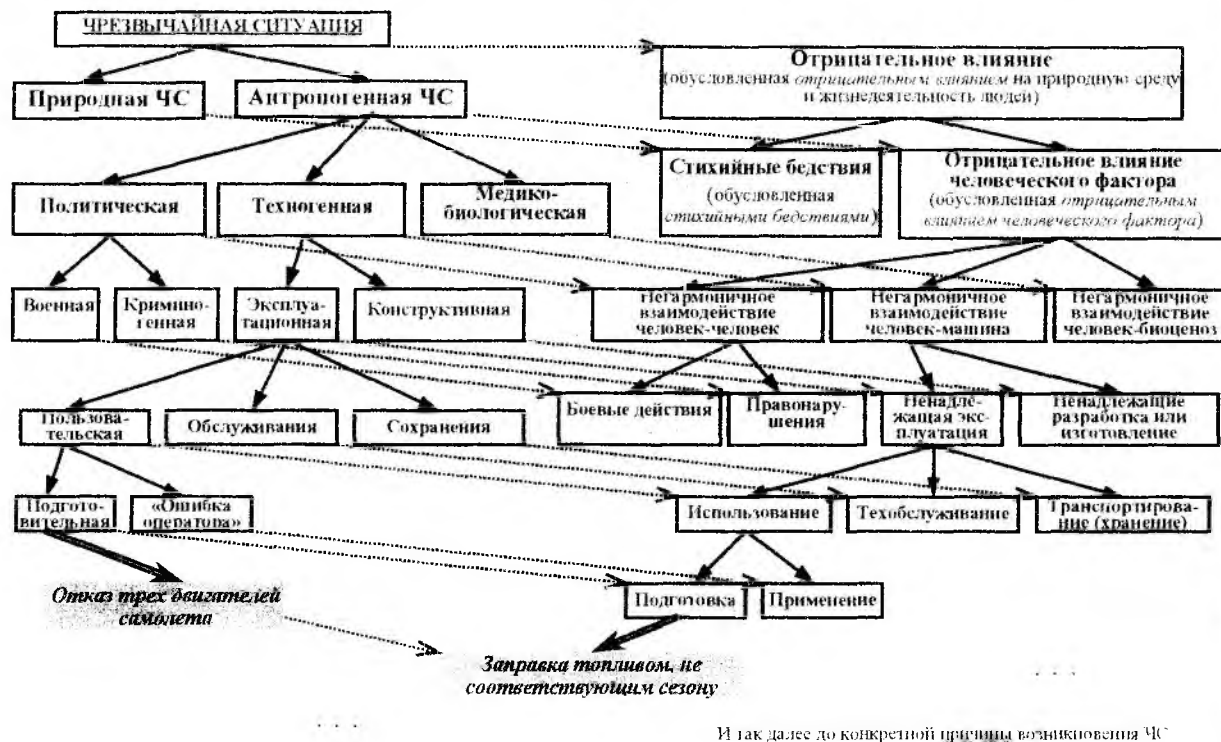 ЧРЕЗВЫЧАЙНАЯ СИТУАЦИЯ
Отрицательное влияние
(обусловленная отрицательным влиянием на природную среду
и жизнедеятельность людей)
Природная ЧС
Антропогенная ЧС
Стихийные бедствия
(обусловленная
стихийными бедствиями)
Отрицательное влияние
человеческого фактора
(обусловленная отрицательным
влиянием человеческого фактора)
Политическая
Техногенная
Медико-
биологическая
Военная
Кримино-
генная
Эксплуа-
тационная
Конструктивная
Негармоничное
взаимодействие
человек-человек
Негармоничное
взаимодействие
человек-машина
Негармоничное
взаимодействие
человек-биоценоз
Пользова-
тельская
Обслуживания
Сохранения
Боевые действия
Правонару-
шения
Ненадле-
жащая экс-
плуатация
Ненадлежащие
разработка или
изготовление
Подгото-
вительная
«Ошибка
оператора»
Использование
Техобслуживание
Транспортирова-
ние (хранение)
Отказ трех двигателей
самолета
Подготовка
Применение
Заправка топливом, не
соответствующим сезону
. . .
. . .
И так далее до конкретной причины возникновения ЧС